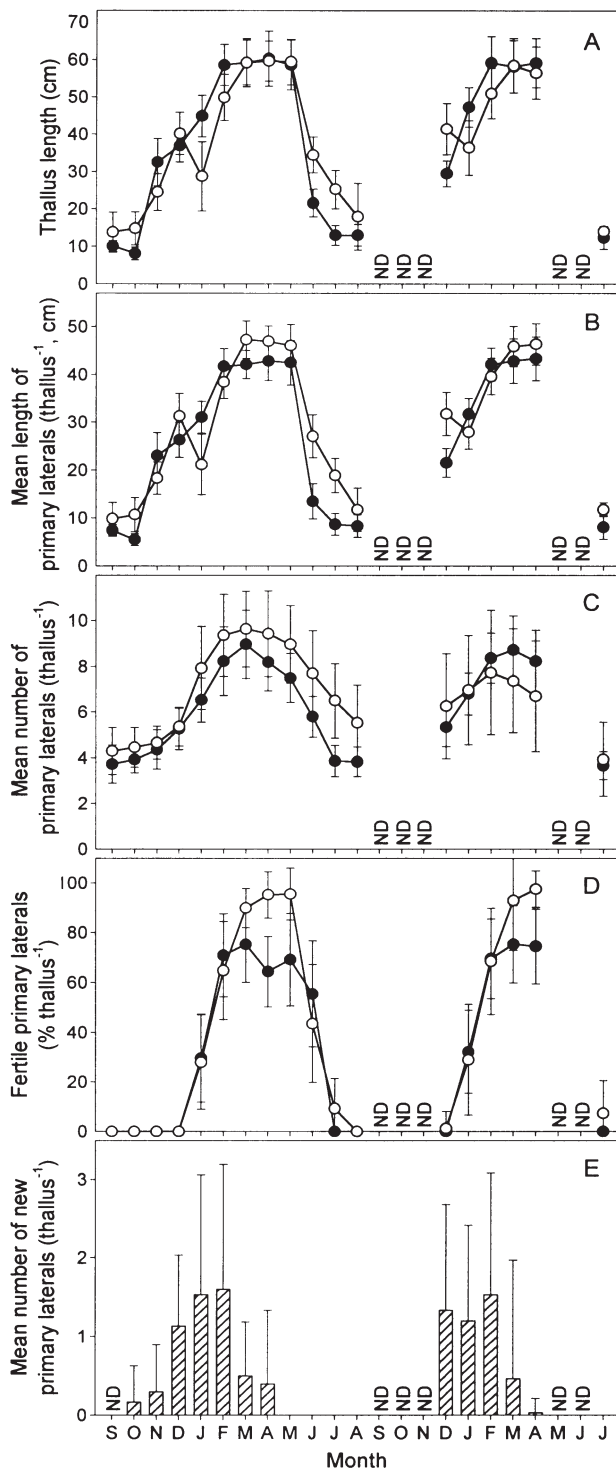 A
Thallus length (cm)
70
60
50
40
30
20
10
0
ND ND ND ND ND
B
Mean length of
primary laterals (thallus⁻¹, cm)
50
40
30
20
10
0
ND ND ND ND ND
C
Mean number of
primary laterals (thallus⁻¹)
10
8
6
4
2
0
ND ND ND ND ND
D
Fertile primary laterals
(% thallus⁻¹)
100
80
60
40
20
0
ND ND ND ND ND
E
Mean number of new
primary laterals (thallus⁻¹)
3
2
1
0
ND ND ND ND ND ND
S O N D J F M A M J J A S O N D J F M A M J J
Month